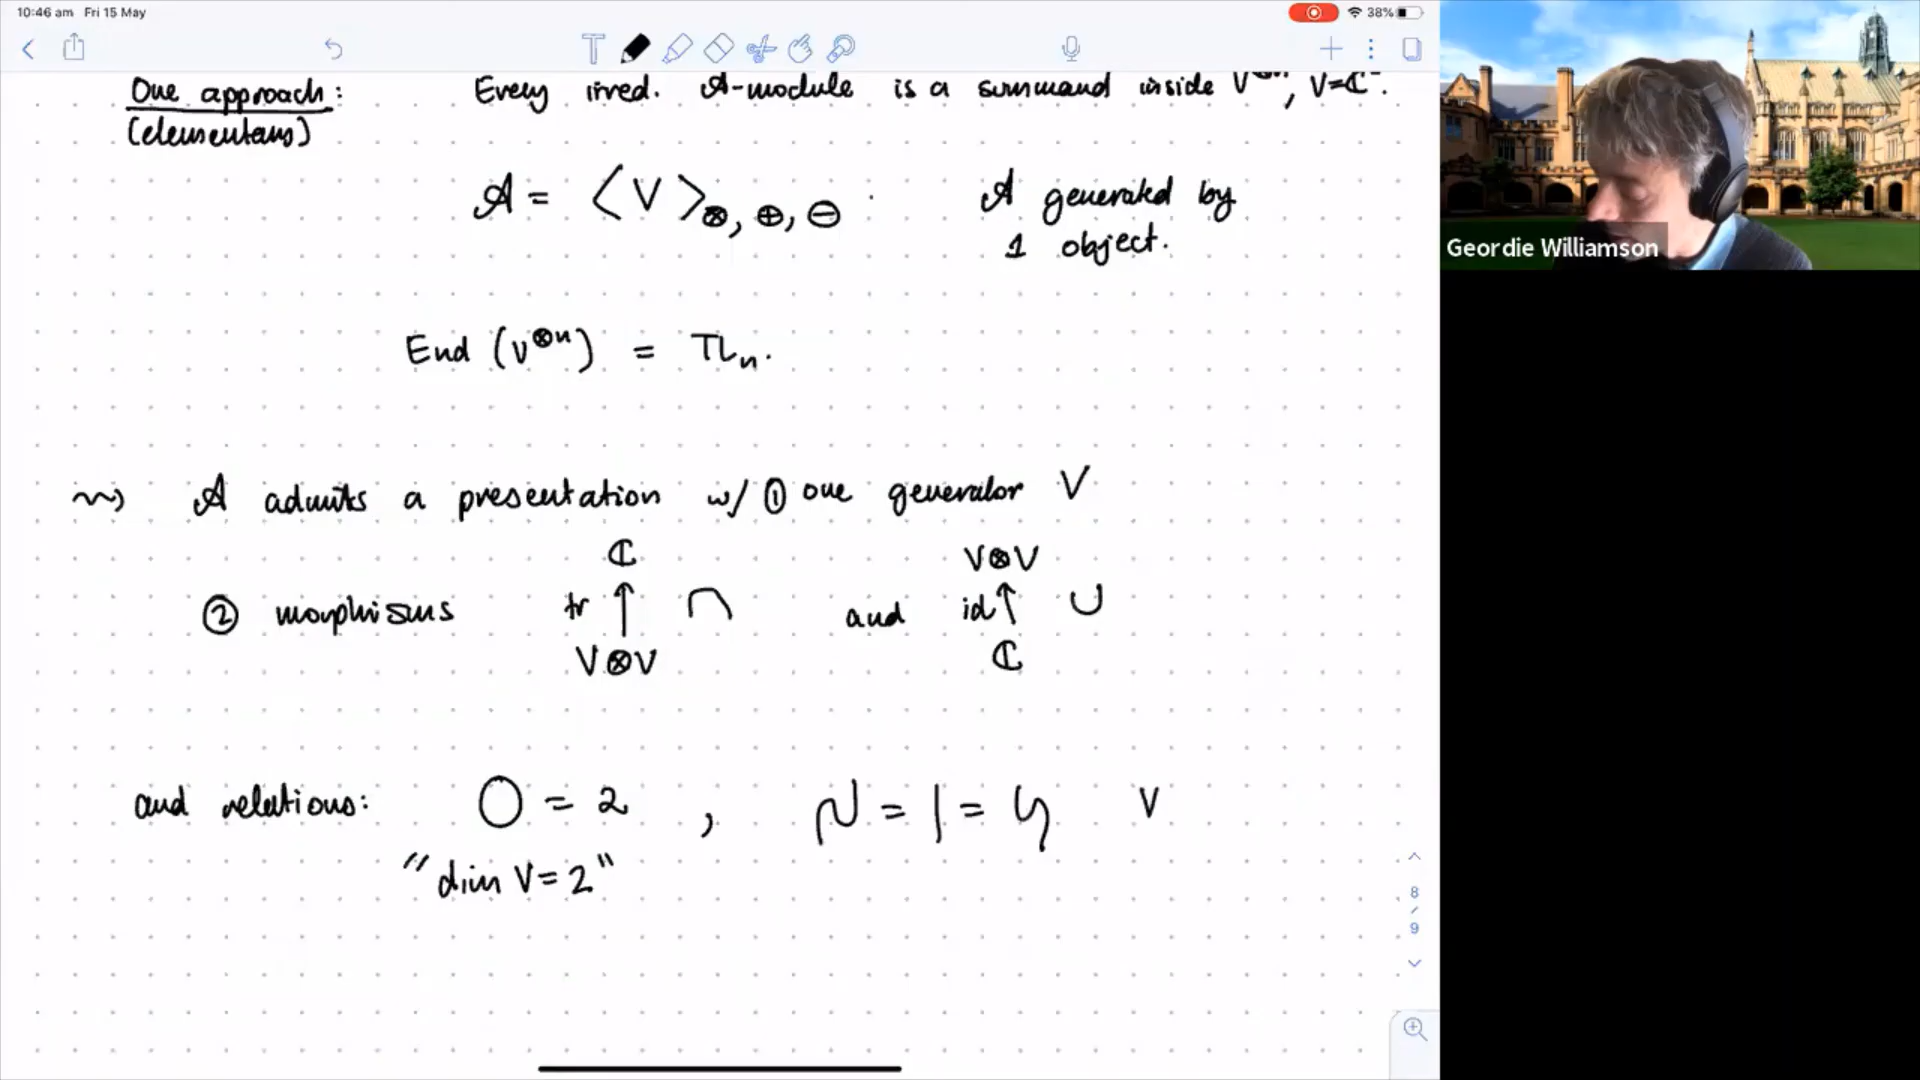 10:46 am Fri 15 May
38%
One approach: Every irred. A-module is a summand inside V⊗ᵐ, V=ℂ².
(elementary)
A = ⟨V⟩⊗, ⊕, ⊖ . A generated by
1 object.
End (V⊗ⁿ) = TLₙ.
⇝ A admits a presentation w/ ① one generator V
② morphisms tr ↑ ∩ and id ↑ ∪
ℂ V⊗V
V⊗V ℂ
and relations: O = 2 , = | = V
"dim V = 2"
8
/
9
Geordie Williamson